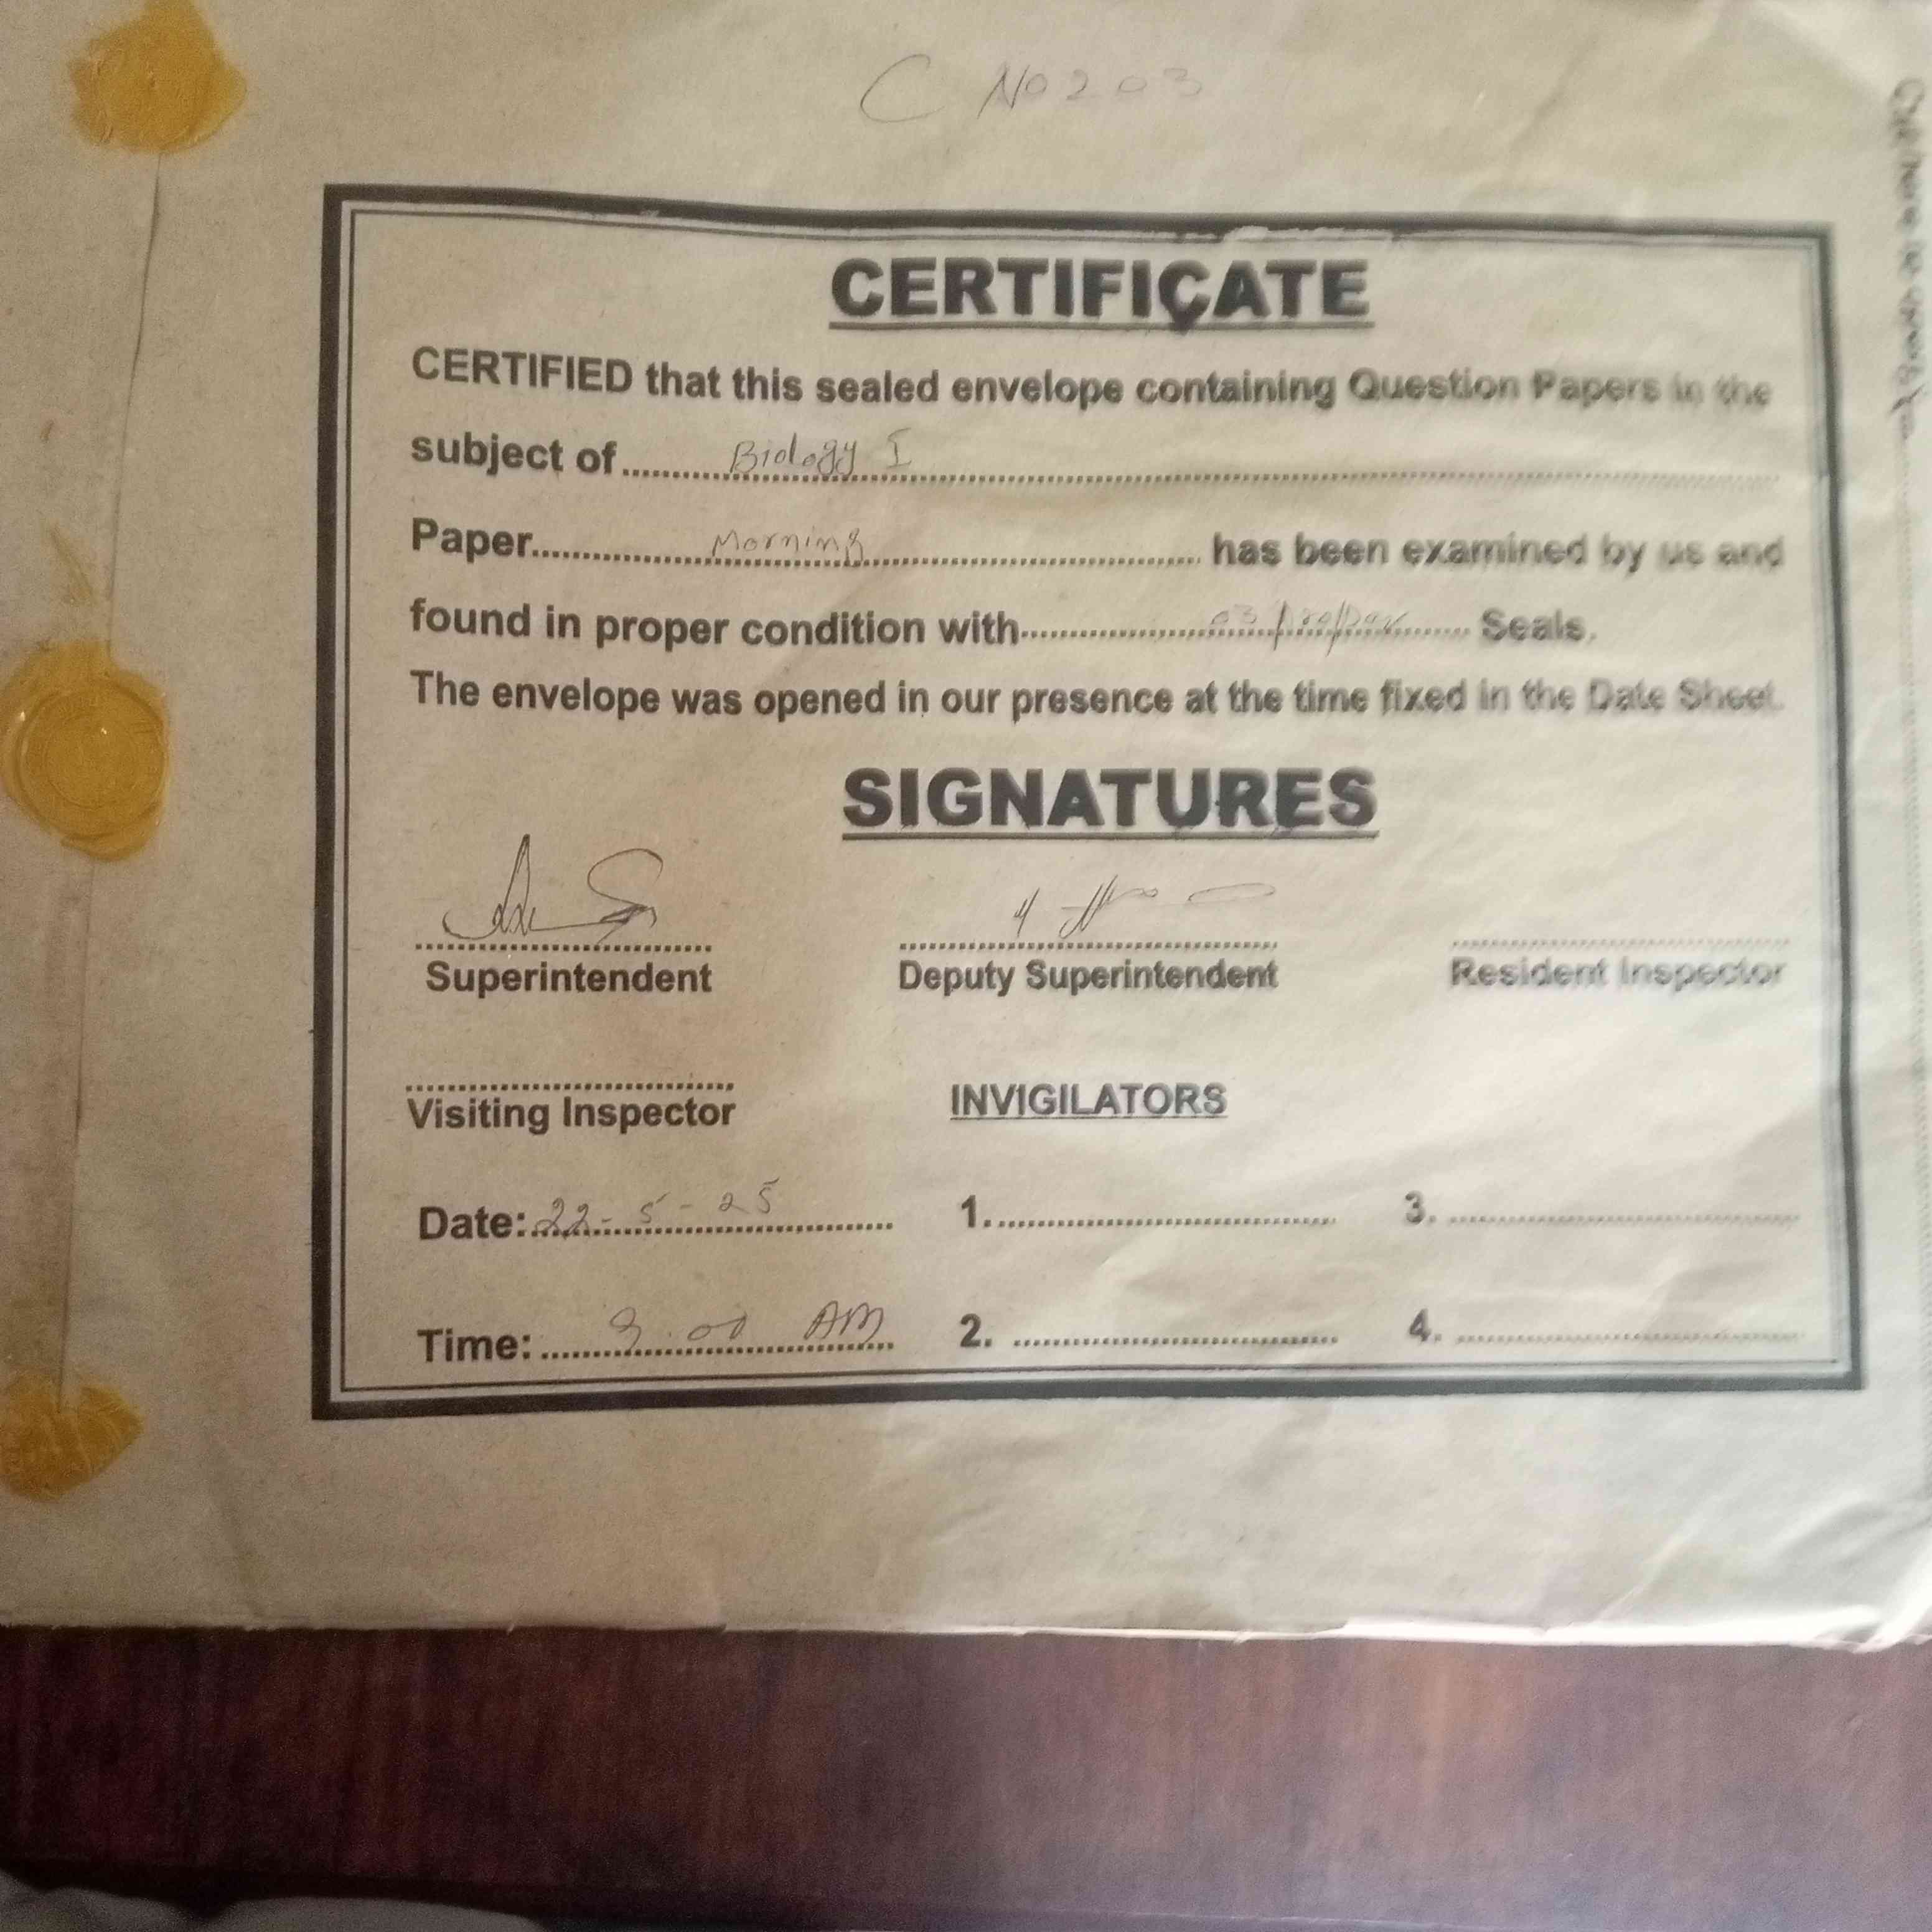 C No 203
CERTIFICATE
CERTIFIED that this sealed envelope containing Question Papers in the
subject of.......... Biology I ..........
Paper.......... Morning .......... has been examined by us and
found in proper condition with.......... 03 proper .......... Seals.
The envelope was opened in our presence at the time fixed in the Date Sheet.
SIGNATURES
Superintendent Deputy Superintendent Resident Inspector
Visiting Inspector INVIGILATORS
Date: 22-5-25 1. 3.
Time: 9:00 AM 2. 4.